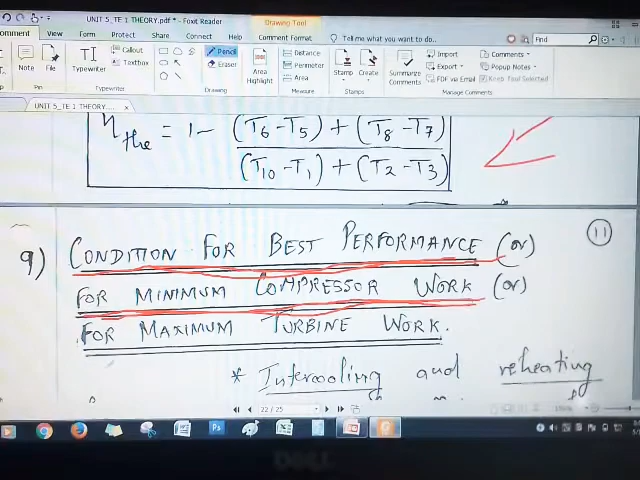 UNIT 5_TE 1 THEORY.pdf * - Foxit Reader
Drawing Tool
Comment View Form Protect Share Connect Help Comment Format Tell me what you want to do.. Find
Note File Typewriter Callout Textbox Pencil Eraser Area Highlight Distance Perimeter Area Stamp Create Summarize Comments Import Export FDF via Email Comments Popup Notes Keep Tool Selected
Typewriter Drawing Measure Stamp Manage Comments
UNIT 5_TE 1 THEORY.... ×
η the = 1 - (T6 - T5) + (T8 - T7)
(T10 - T1) + (T2 - T3)
9) CONDITION FOR BEST PERFORMANCE (or) 11
FOR MINIMUM COMPRESSOR WORK (or)
FOR MAXIMUM TURBINE WORK.
* Intercooling and reheating
22 / 25
DELL